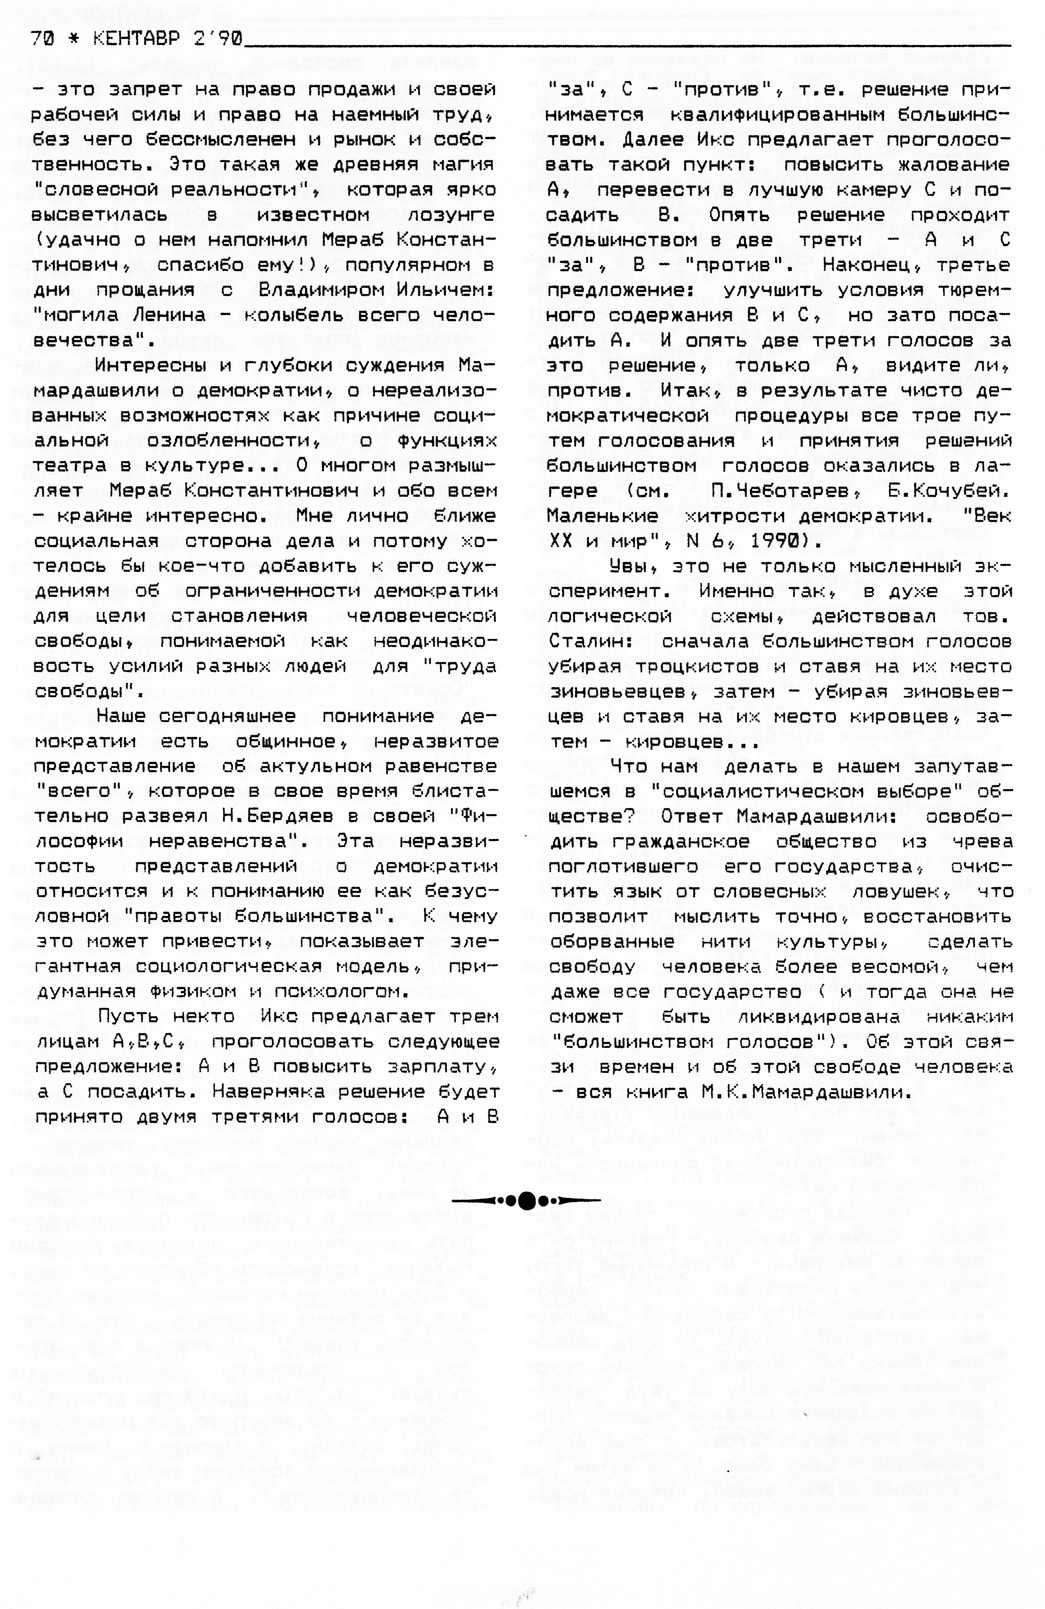 70 * КЕНТАВР 2'90
- это запрет на право продажи и своей
рабочей силы и право на наемный труд,
без чего бессмысленен и рынок и собс-
твенность. Это такая же древняя магия
"словесной реальности", которая ярко
высветилась в известном лозунге
(удачно о нем напомнил Мераб Констан-
тинович, спасибо ему!), популярном в
дни прощания с Владимиром Ильичем:
"могила Ленина - колыбель всего чело-
вечества".
Интересны и глубоки суждения Ма-
мардашвили о демократии, о нереализо-
ванных возможностях как причине соци-
альной озлобленности, о функциях
театра в культуре... О многом размыш-
ляет Мераб Константинович и обо всем
- крайне интересно. Мне лично ближе
социальная сторона дела и потому хо-
телось бы кое-что добавить к его суж-
дениям об ограниченности демократии
для цели становления человеческой
свободы, понимаемой как неодинако-
вость усилий разных людей для "труда
свободы".
Наше сегодняшнее понимание де-
мократии есть общинное, неразвитое
представление об актульном равенстве
"всего", которое в свое время блиста-
тельно развеял Н.Бердяев в своей "Фи-
лософии неравенства". Эта неразви-
тость представлений о демократии
относится и к пониманию ее как безус-
ловной "правоты большинства". К чему
это может привести, показывает эле-
гантная социологическая модель, при-
думанная физиком и психологом.
Пусть некто Икс предлагает трем
лицам А,В,С, проголосовать следующее
предложение: А и В повысить зарплату,
а С посадить. Наверняка решение будет
принято двумя третями голосов: А и В
"за", С - "против", т.е. решение при-
нимается квалифицированным большинс-
твом. Далее Икс предлагает проголосо-
вать такой пункт: повысить жалование
А, перевести в лучшую камеру С и по-
садить В. Опять решение проходит
большинством в две трети - А и С
"за", В - "против". Наконец, третье
предложение: улучшить условия тюрем-
ного содержания В и С, но зато поса-
дить А. И опять две трети голосов за
это решение, только А, видите ли,
против. Итак, в результате чисто де-
мократической процедуры все трое пу-
тем голосования и принятия решений
большинством голосов оказались в ла-
гере (см. П.Чеботарев, Б.Кочубей.
Маленькие хитрости демократии. "Век
XX и мир", N 6, 1990).
Увы, это не только мысленный эк-
сперимент. Именно так, в духе этой
логической схемы, действовал тов.
Сталин: сначала большинством голосов
убирая троцкистов и ставя на их место
зиновьевцев, затем - убирая зиновьев-
цев и ставя на их место кировцев, за-
тем - кировцев...
Что нам делать в нашем запутав-
шемся в "социалистическом выборе" об-
ществе? Ответ Мамардашвили: освобо-
дить гражданское общество из чрева
поглотившего его государства, очис-
тить язык от словесных ловушек, что
позволит мыслить точно, восстановить
оборванные нити культуры, сделать
свободу человека более весомой, чем
даже все государство ( и тогда она не
сможет быть ликвидирована никаким
"большинством голосов"). Об этой свя-
зи времен и об этой свободе человека
- вся книга М.К.Мамардашвили.